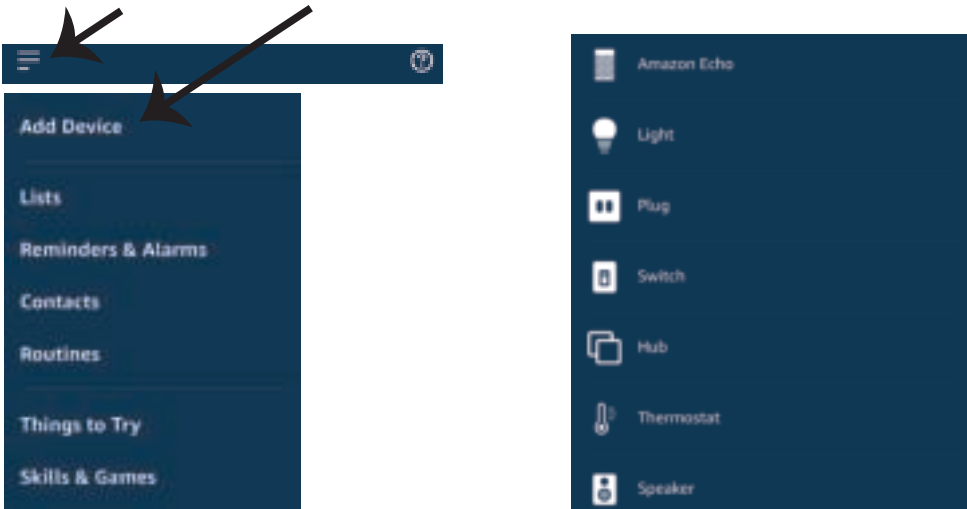 Add Device
Lists
Reminders & Alarms
Contacts
Routines
Things to Try
Skills & Games
Amazon Echo
Light
Plug
Switch
Hub
Thermostat
Speaker